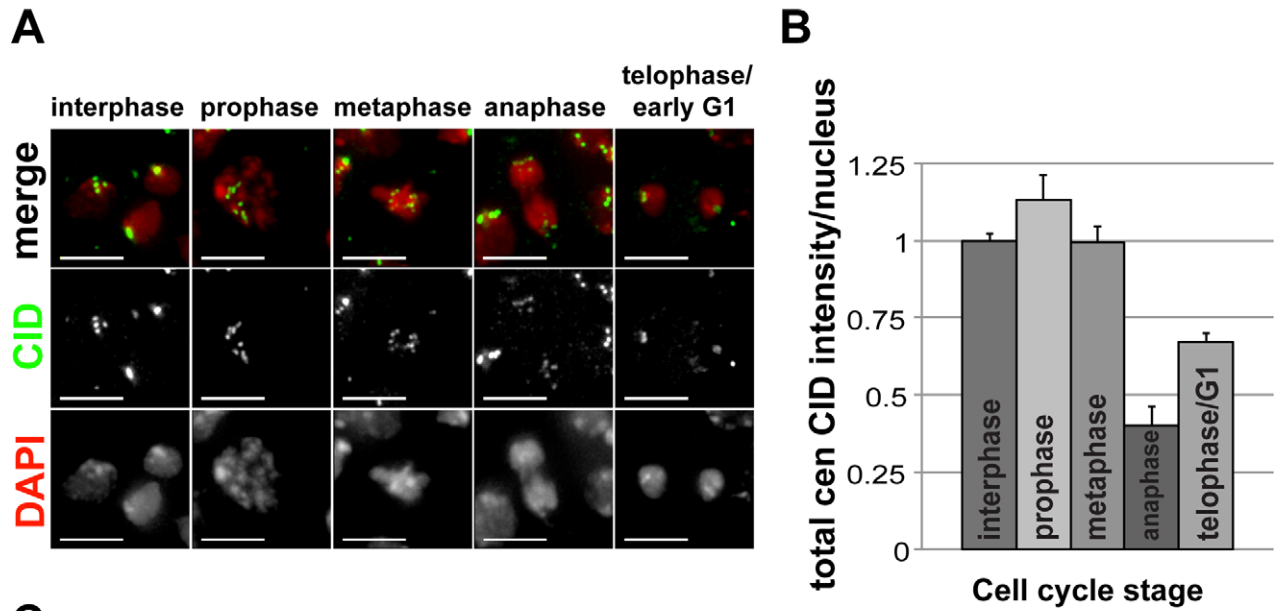 A
B
telophase/
interphase prophase metaphase anaphase early G1
merge
CID
DAPI
total cen CID intensity/nucleus
1.25
1
0.75
0.5
0.25
0
interphase
prophase
metaphase
anaphase
telophase/G1
Cell cycle stage